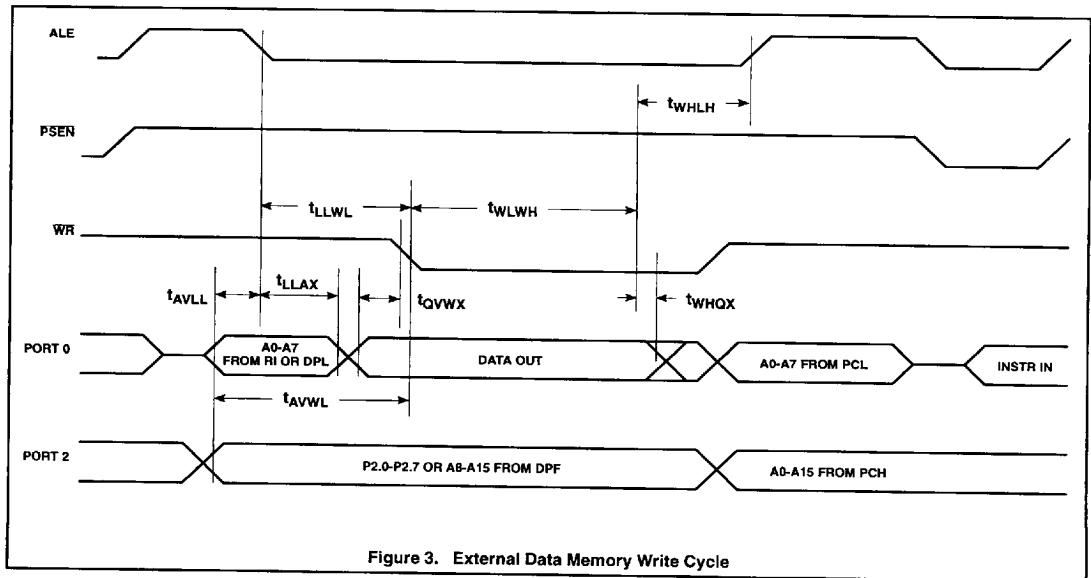 ALE
tWHLH
PSEN
tLLWL
tWLWH
WR
tAVLL
tLLAX
tQVWX
tWHQX
PORT 0
A0-A7
FROM RI OR DPL
DATA OUT
A0-A7 FROM PCL
INSTR IN
tAVWL
PORT 2
P2.0-P2.7 OR A8-A15 FROM DPF
A0-A15 FROM PCH
Figure 3. External Data Memory Write Cycle